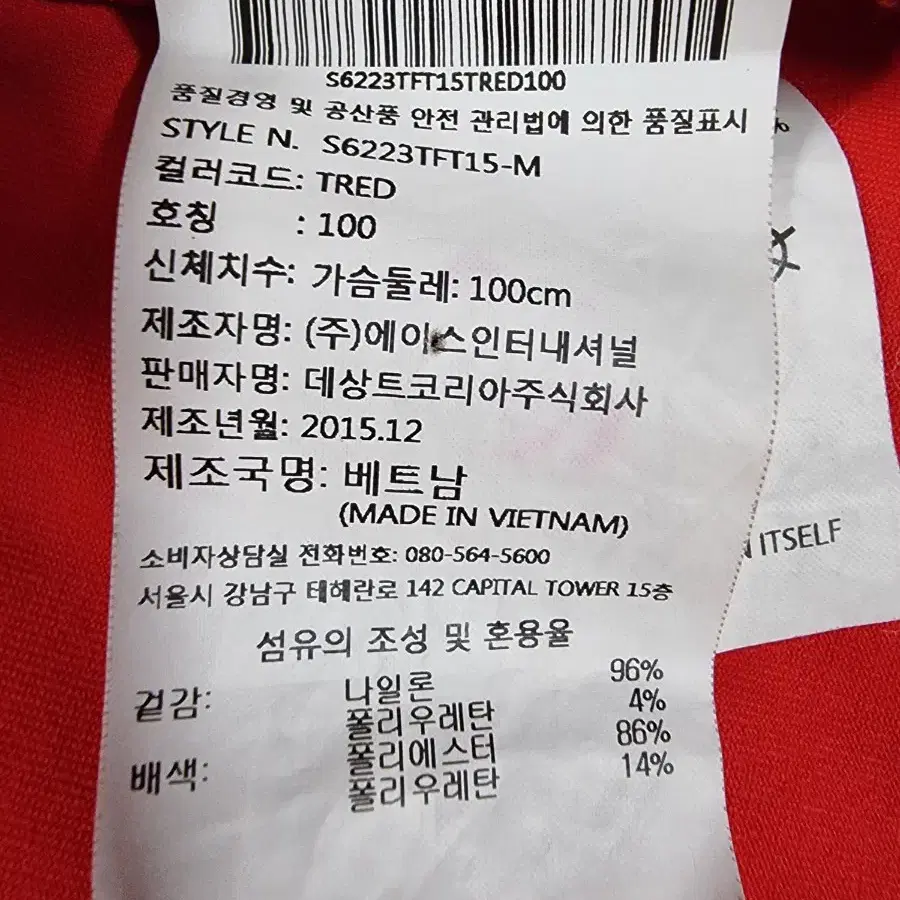 S6223TFT15TRED100
품질경영 및 공산품 안전 관리법에 의한 품질표시
STYLE N. S6223TFT15-M
컬러코드: TRED
호칭 : 100
신체치수: 가슴둘레: 100cm
제조자명: (주)에이스인터내셔널
판매자명: 데상트코리아주식회사
제조년월: 2015.12
제조국명: 베트남
(MADE IN VIETNAM)
소비자상담실 전화번호: 080-564-5600
서울시 강남구 테헤란로 142 CAPITAL TOWER 15층
섬유의 조성 및 혼용율
겉감: 나일론 96%
폴리우레탄 4%
배색: 폴리에스터 86%
폴리우레탄 14%
%
ITSELF